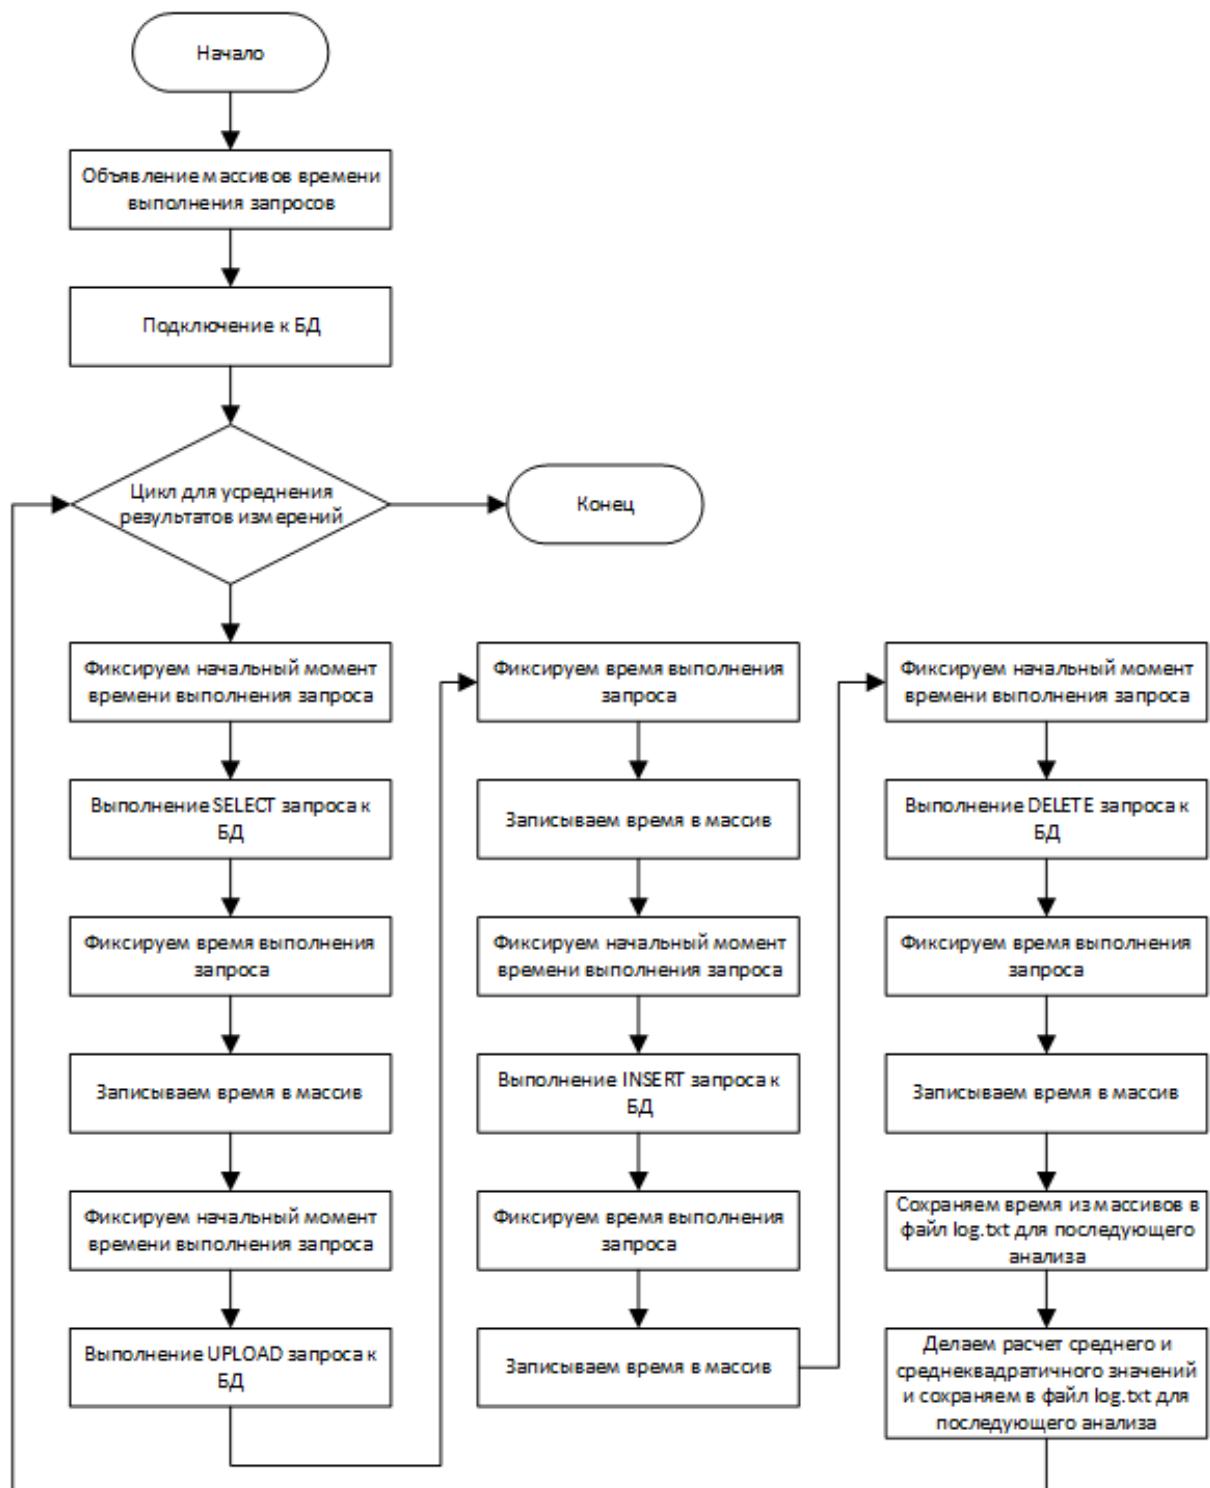 Начало
Объявление массивов времени
выполнения запросов
Подключение к БД
Цикл для усреднения
результатов измерений
Конец
Фиксируем начальный момент
времени выполнения запроса
Выполнение SELECT запроса к
БД
Фиксируем время выполнения
запроса
Записываем время в массив
Фиксируем начальный момент
времени выполнения запроса
Выполнение UPLOAD запроса к
БД
Фиксируем время выполнения
запроса
Записываем время в массив
Фиксируем начальный момент
времени выполнения запроса
Выполнение INSERT запроса к
БД
Фиксируем время выполнения
запроса
Записываем время в массив
Фиксируем начальный момент
времени выполнения запроса
Выполнение DELETE запроса к
БД
Фиксируем время выполнения
запроса
Записываем время в массив
Сохраняем время из массивов в
файл log.txt для последующего
анализа
Делаем расчет среднего и
среднеквадратичного значений
и сохраняем в файл log.txt для
последующего анализа